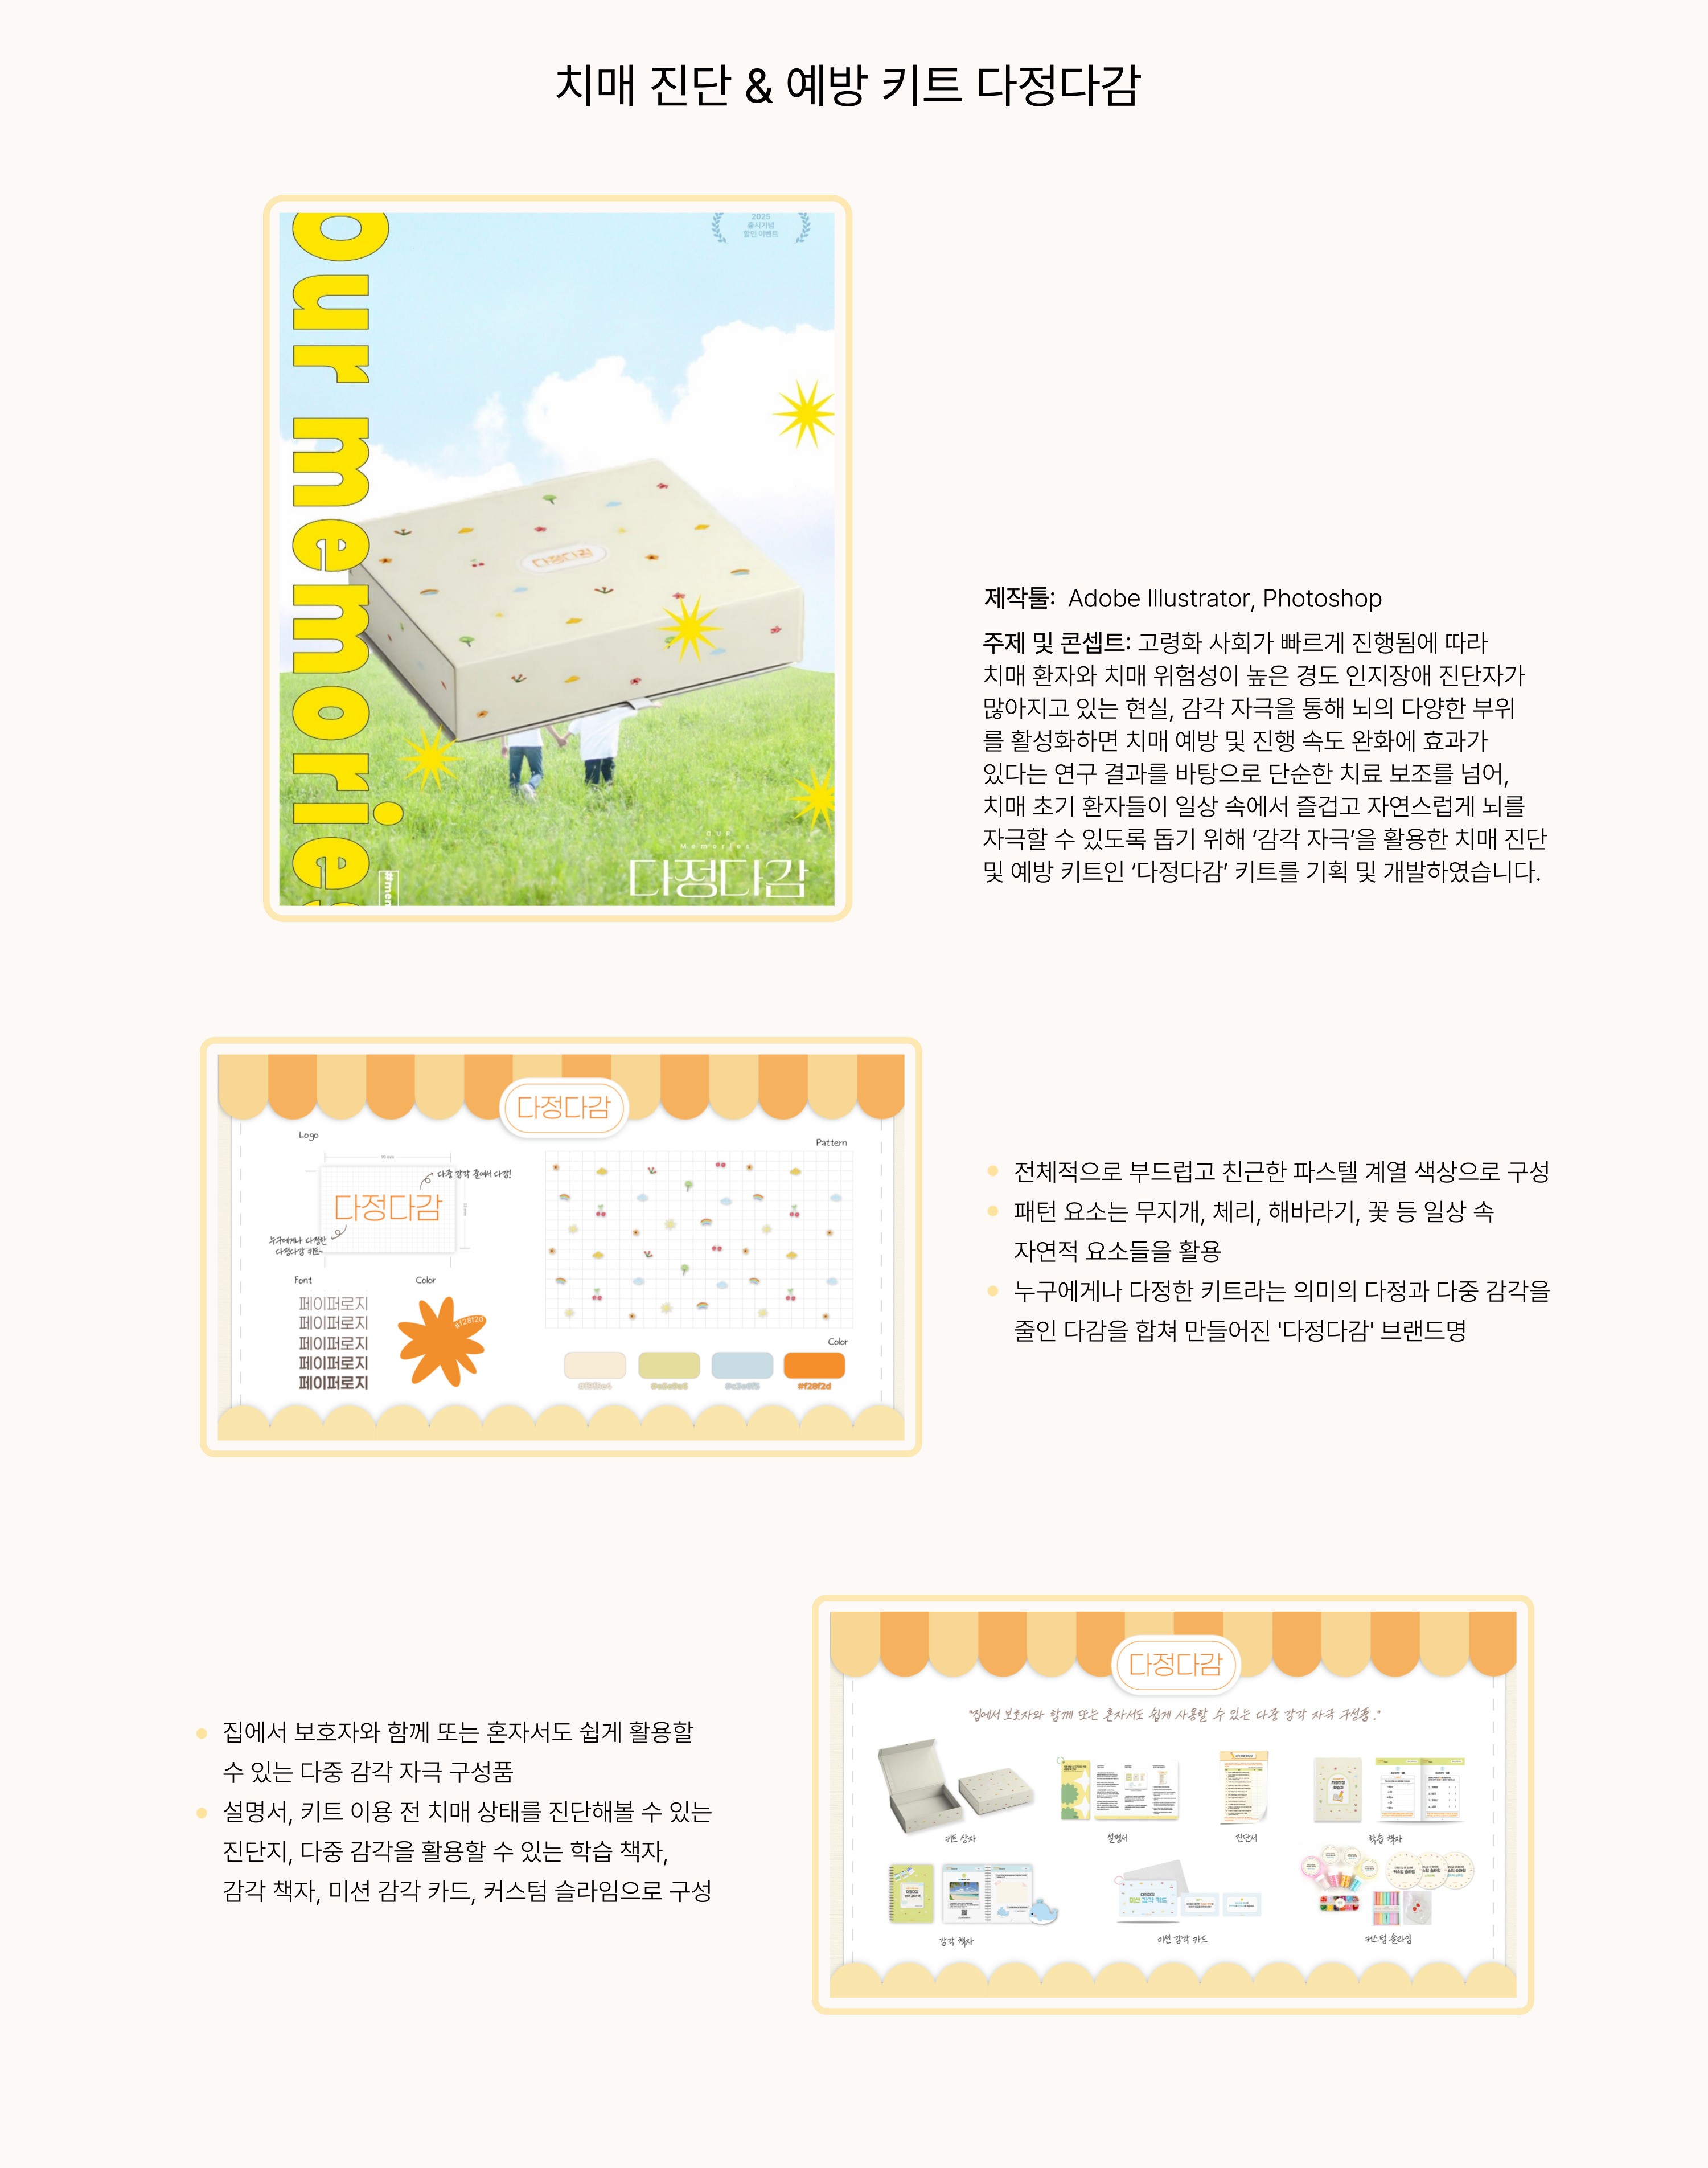 치매 진단 & 예방 키트 다정다감
our memories
2025
출시기념
할인 이벤트
다정다감
our
Memories
다정다감
제작툴: Adobe Illustrator, Photoshop
주제 및 콘셉트: 고령화 사회가 빠르게 진행됨에 따라
치매 환자와 치매 위험성이 높은 경도 인지장애 진단자가
많아지고 있는 현실, 감각 자극을 통해 뇌의 다양한 부위
를 활성화하면 치매 예방 및 진행 속도 완화에 효과가
있다는 연구 결과를 바탕으로 단순한 치료 보조를 넘어,
치매 초기 환자들이 일상 속에서 즐겁고 자연스럽게 뇌를
자극할 수 있도록 돕기 위해 ‘감각 자극’을 활용한 치매 진단
및 예방 키트인 ‘다정다감’ 키트를 기획 및 개발하였습니다.
다정다감
Logo
다중 감각 줄여서 다감!
다정다감
누구에게나 다정한
다정다감 키트~
Font
페이퍼로지
페이퍼로지
페이퍼로지
페이퍼로지
페이퍼로지
Color
#f28f2d
Pattern
Color
#f28f2d
전체적으로 부드럽고 친근한 파스텔 계열 색상으로 구성
패턴 요소는 무지개, 체리, 해바라기, 꽃 등 일상 속
자연적 요소들을 활용
누구에게나 다정한 키트라는 의미의 다정과 다중 감각을
줄인 다감을 합쳐 만들어진 '다정다감' 브랜드명
집에서 보호자와 함께 또는 혼자서도 쉽게 활용할
수 있는 다중 감각 자극 구성품
설명서, 키트 이용 전 치매 상태를 진단해볼 수 있는
진단지, 다중 감각을 활용할 수 있는 학습 책자,
감각 책자, 미션 감각 카드, 커스텀 슬라임으로 구성
다정다감
"집에서 보호자와 함께 또는 혼자서도 쉽게 사용할 수 있는 다중 감각 자극 구성품."
키트 상자
설명서
진단서
학습 책자
감각 책자
다정다감
미션 감각 카드
미션 감각 카드
커스텀 슬라임